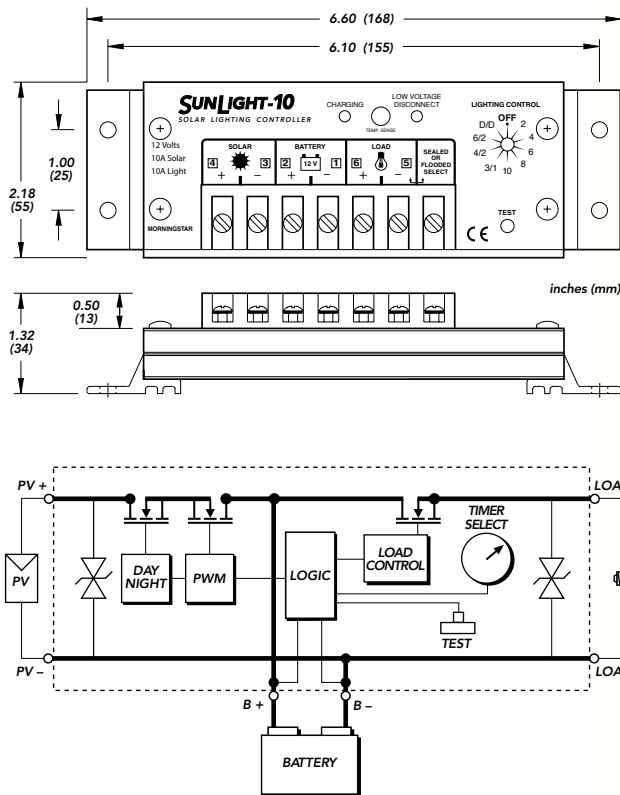 6.60 (168)
6.10 (155)
SUNLIGHT-10
SOLAR LIGHTING CONTROLLER
CHARGING
LOW VOLTAGE
DISCONNECT
TEMP. SENSE
LIGHTING CONTROL
OFF
D/D
2
6/2
4
4/2
6
3/1
10
8
12 Volts
10A Solar
10A Light
SOLAR
BATTERY
LOAD
SEALED
OR
FLOODED
SELECT
4
3
2
12 V
1
6
5
+ − + − + −
TEST
MORNINGSTAR
CE
1.00
(25)
2.18
(55)
inches (mm)
0.50
(13)
1.32
(34)
PV +
LOA
TIMER
SELECT
PV
DAY
NIGHT
PWM
LOGIC
LOAD
CONTROL
TEST
PV −
LOA
B +
B −
BATTERY